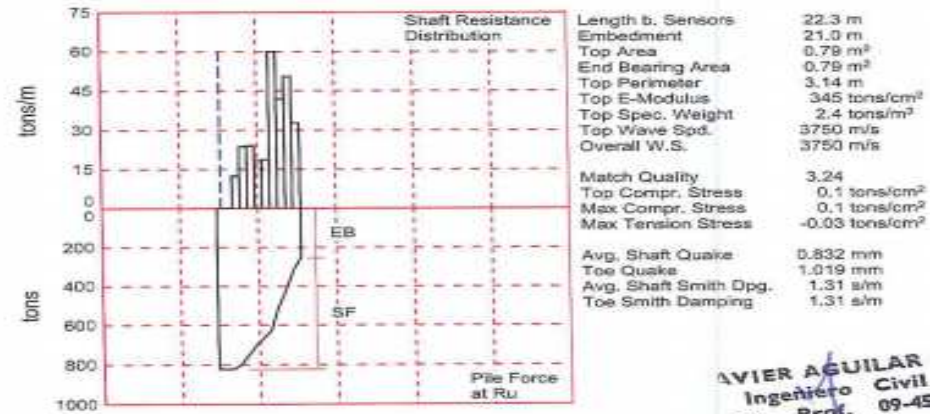 75
60
45
30
15
0
tons/m
Shaft Resistance
Distribution
0
200
400
600
800
1000
tons
EB
SF
Pile Force
at Ru
Length b. Sensors 22.3 m
Embedment 21.0 m
Top Area 0.79 m²
End Bearing Area 0.79 m²
Top Perimeter 3.14 m
Top E-Modulus 345 tons/cm²
Top Spec. Weight 2.4 tons/m³
Top Wave Spd. 3750 m/s
Overall W.S. 3750 m/s
Match Quality 3.24
Top Compr. Stress 0.1 tons/cm²
Max Compr. Stress 0.1 tons/cm²
Max Tension Stress -0.03 tons/cm²
Avg. Shaft Quake 0.832 mm
Toe Quake 1.019 mm
Avg. Shaft Smith Dpg. 1.31 s/m
Toe Smith Damping 1.31 s/m
AVIER AGUILAR
Ingeniero Civil
Prof. 09-45